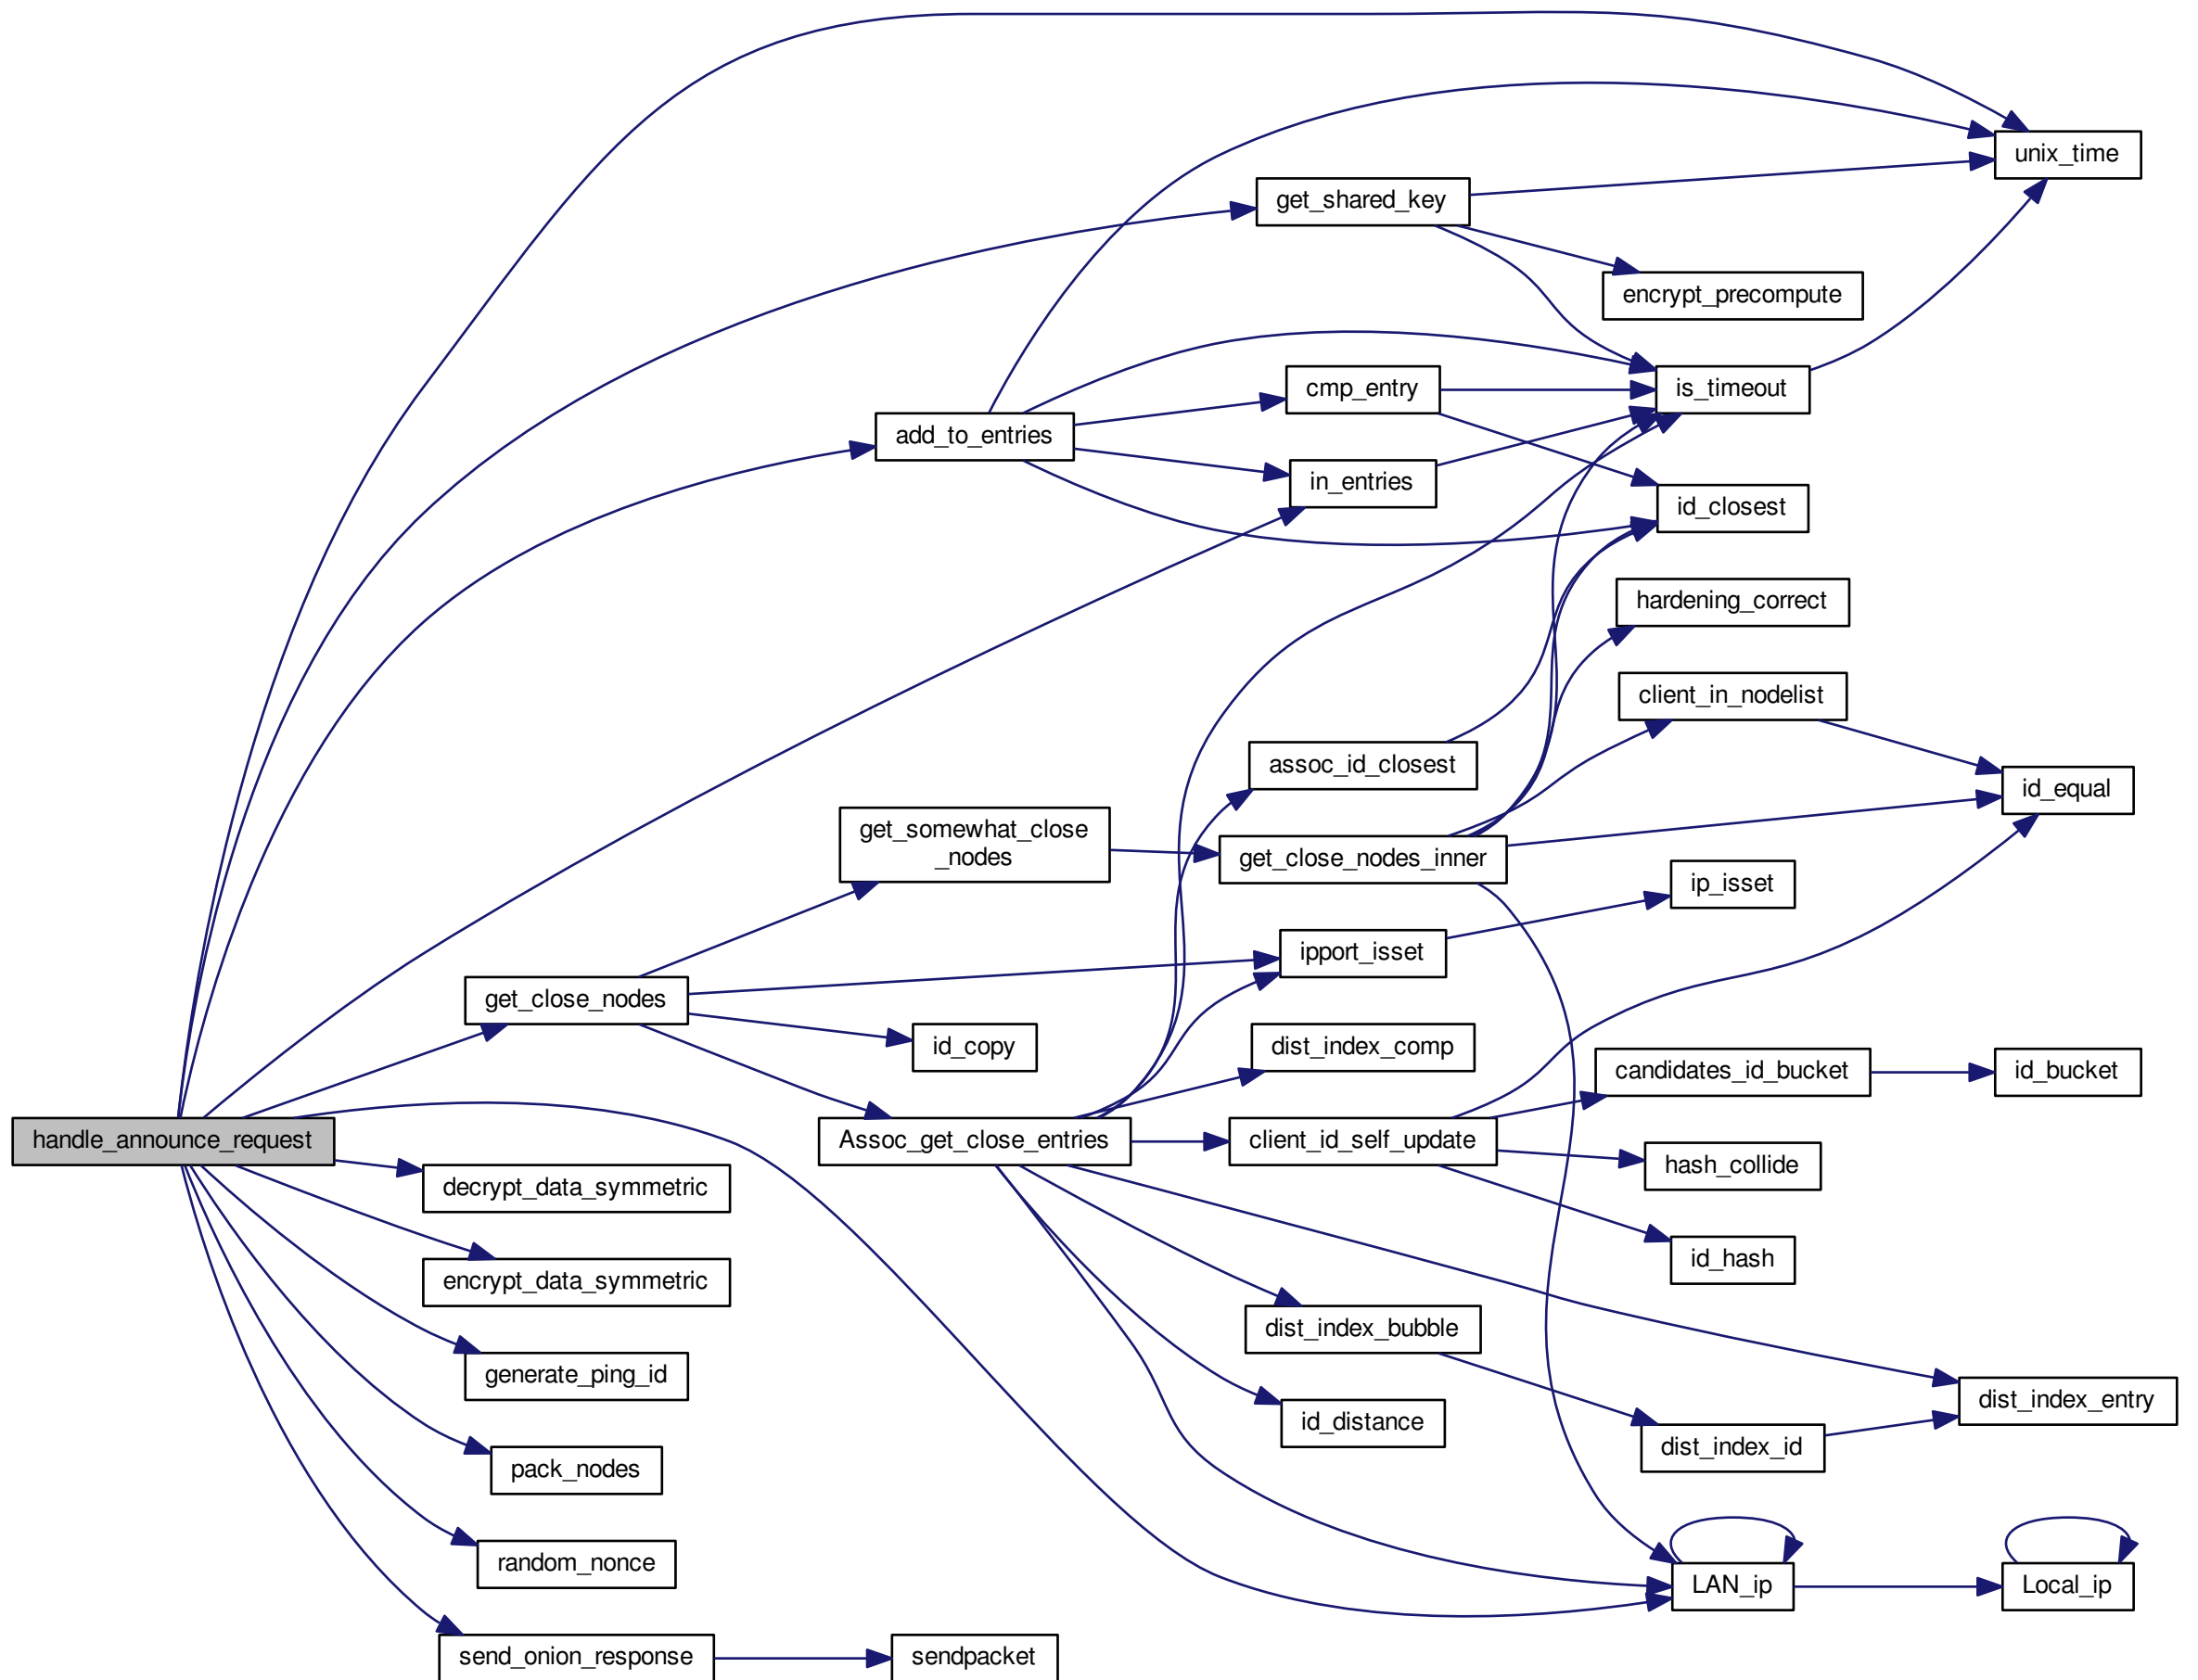 unix_time
get_shared_key
encrypt_precompute
cmp_entry
is_timeout
add_to_entries
in_entries
id_closest
hardening_correct
client_in_nodelist
assoc_id_closest
id_equal
get_somewhat_close
_nodes
get_close_nodes_inner
ip_isset
ipport_isset
get_close_nodes
id_copy
dist_index_comp
candidates_id_bucket
id_bucket
handle_announce_request
Assoc_get_close_entries
client_id_self_update
hash_collide
decrypt_data_symmetric
id_hash
encrypt_data_symmetric
dist_index_bubble
generate_ping_id
dist_index_entry
id_distance
dist_index_id
pack_nodes
random_nonce
LAN_ip
Local_ip
send_onion_response
sendpacket